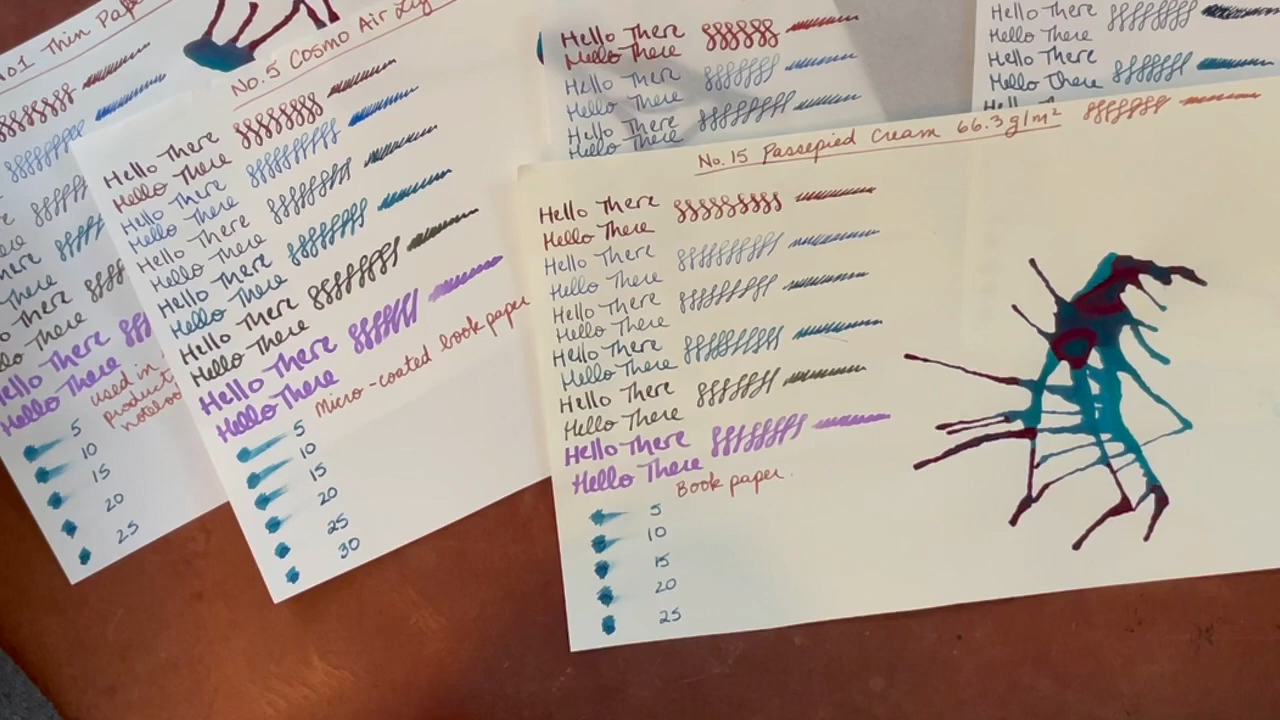 No1 Thin Pape
Hello There
Hello There
used in
product
5
10
15
20
25
No.5 Cosmo Air Lig
Hello There
Hello There
Hello There
Hello There
Hello There
Hello There
Hello There
Hello There
Hello There
Hello There
Hello There
Hello There
Micro-coated book paper
5
10
15
20
25
30
Hello There
Hello There
Hello There
Hello There
Hello There
Hello There
Hello There
Hello There
Hello There
No. 15 Passepied Cream 66.3 g/m²
Hello There
Hello There
Hello There
Hello There
Hello There
Hello There
Hello There
Hello There
Hello There
Hello There
Hello There
Hello There
Book paper.
5
10
15
20
25